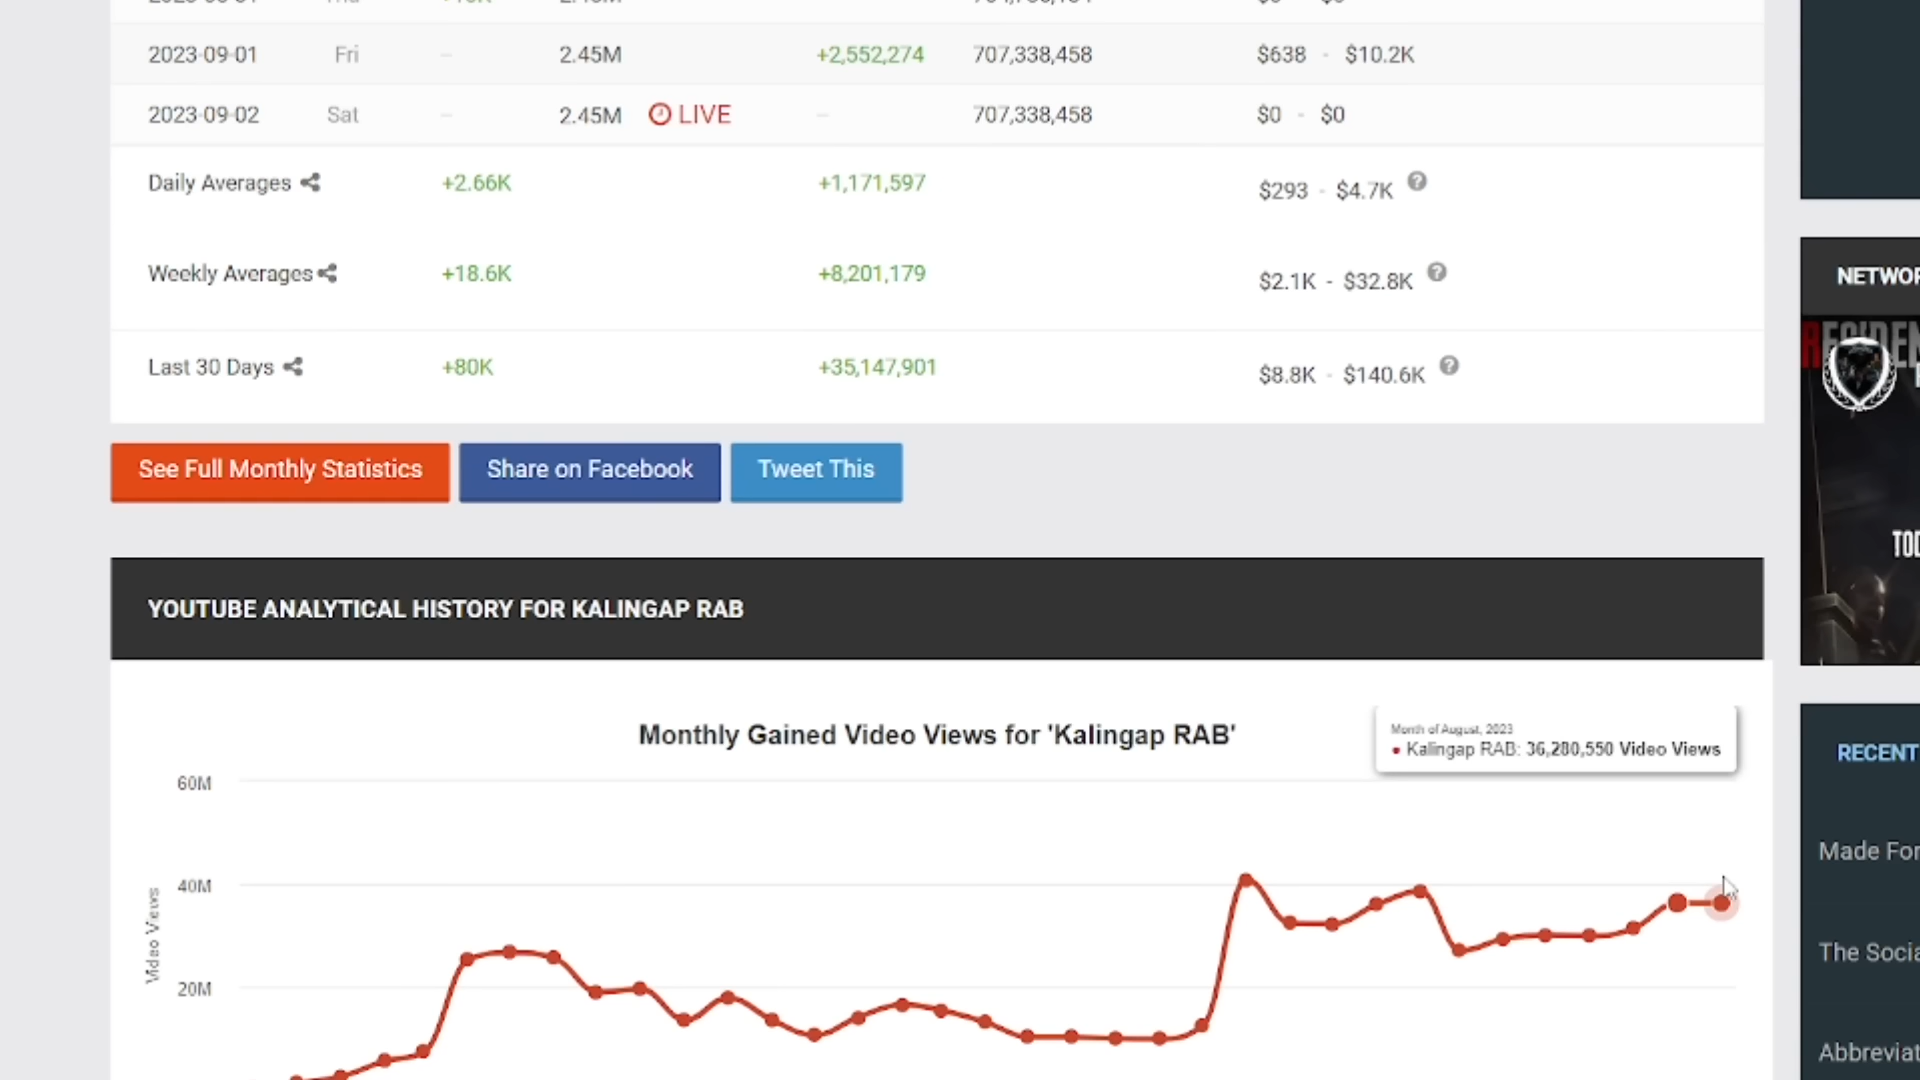 2023-09-01 Fri – 2.45M +2,552,274 707,338,458 $638 - $10.2K
2023-09-02 Sat – 2.45M LIVE – 707,338,458 $0 - $0
Daily Averages +2.66K +1,171,597 $293 - $4.7K
Weekly Averages +18.6K +8,201,179 $2.1K - $32.8K
Last 30 Days +80K +35,147,901 $8.8K - $140.6K
See Full Monthly Statistics
Share on Facebook
Tweet This
YOUTUBE ANALYTICAL HISTORY FOR KALINGAP RAB
Monthly Gained Video Views for 'Kalingap RAB'
Month of August, 2023
Kalingap RAB: 36,280,550 Video Views
60M
40M
20M
Video Views
RECENT
Made For
The Socia
Abbreviat